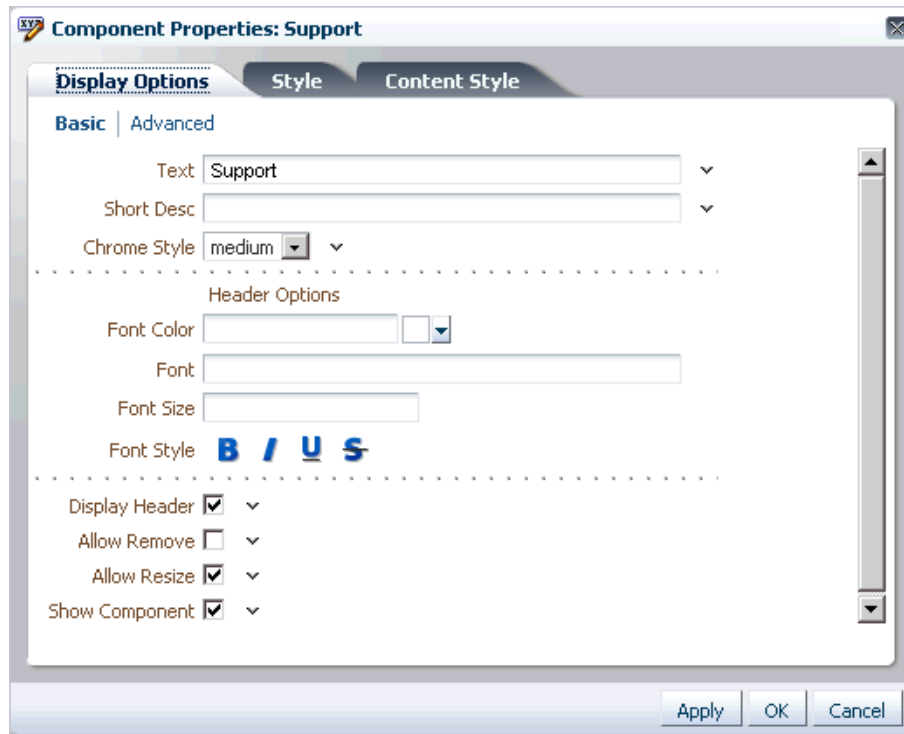 Component Properties: Support
Display Options Style Content Style
Basic Advanced
Text Support
Short Desc
Chrome Style medium
Header Options
Font Color
Font
Font Size
Font Style B I U S
Display Header
Allow Remove
Allow Resize
Show Component
Apply OK Cancel